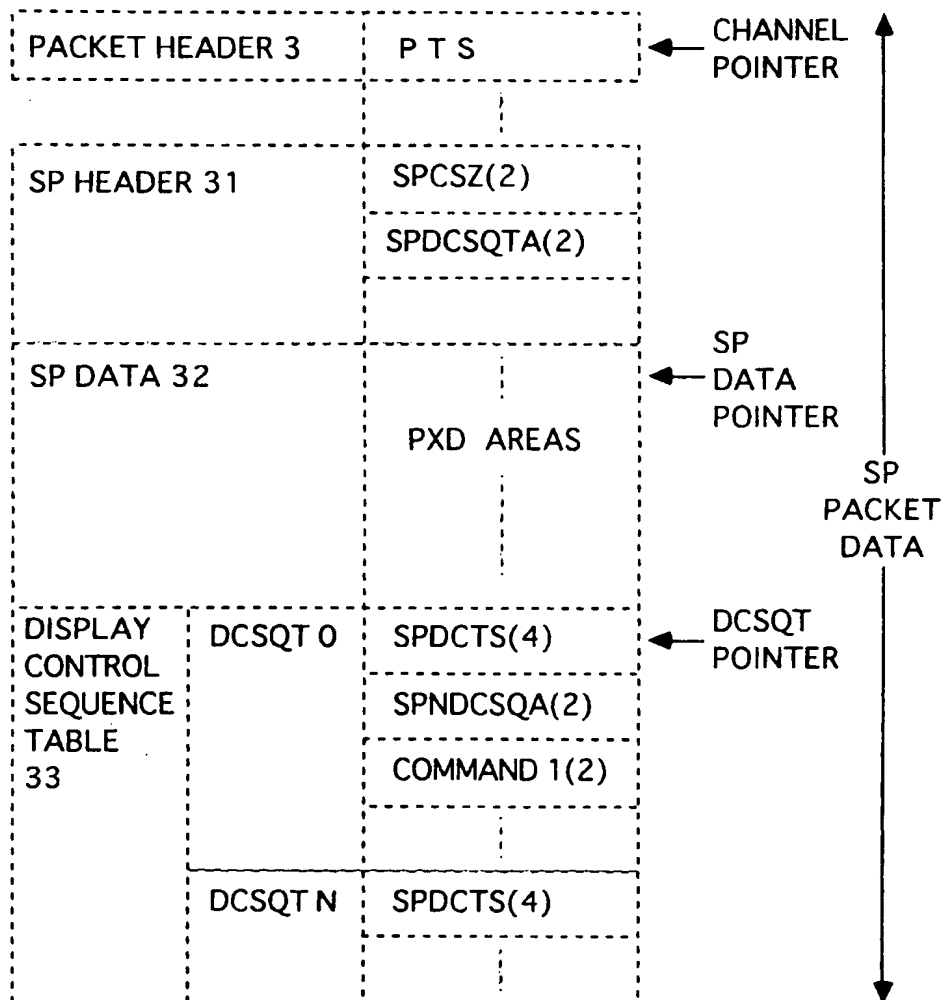 PACKET HEADER 3
P T S
CHANNEL
POINTER
SP HEADER 31
SPCSZ(2)
SPDCSQTA(2)
SP DATA 32
PXD AREAS
SP
DATA
POINTER
SP
PACKET
DATA
DISPLAY
CONTROL
SEQUENCE
TABLE
33
DCSQT 0
SPDCTS(4)
SPNDCSQA(2)
COMMAND 1(2)
DCSQT
POINTER
DCSQT N
SPDCTS(4)